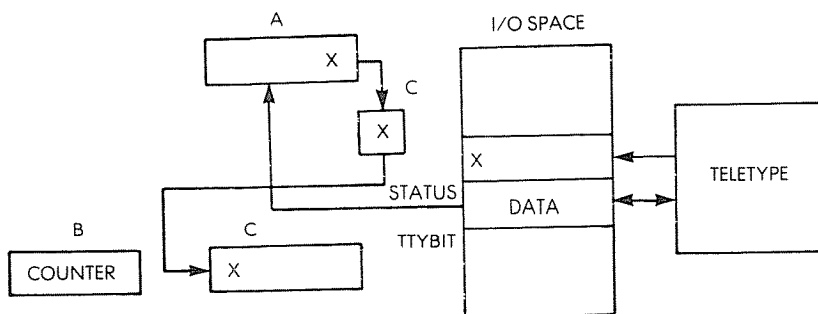 A
I/O SPACE
X
C
X
X
TELETYPE
STATUS
DATA
B
C
TTYBIT
COUNTER
X